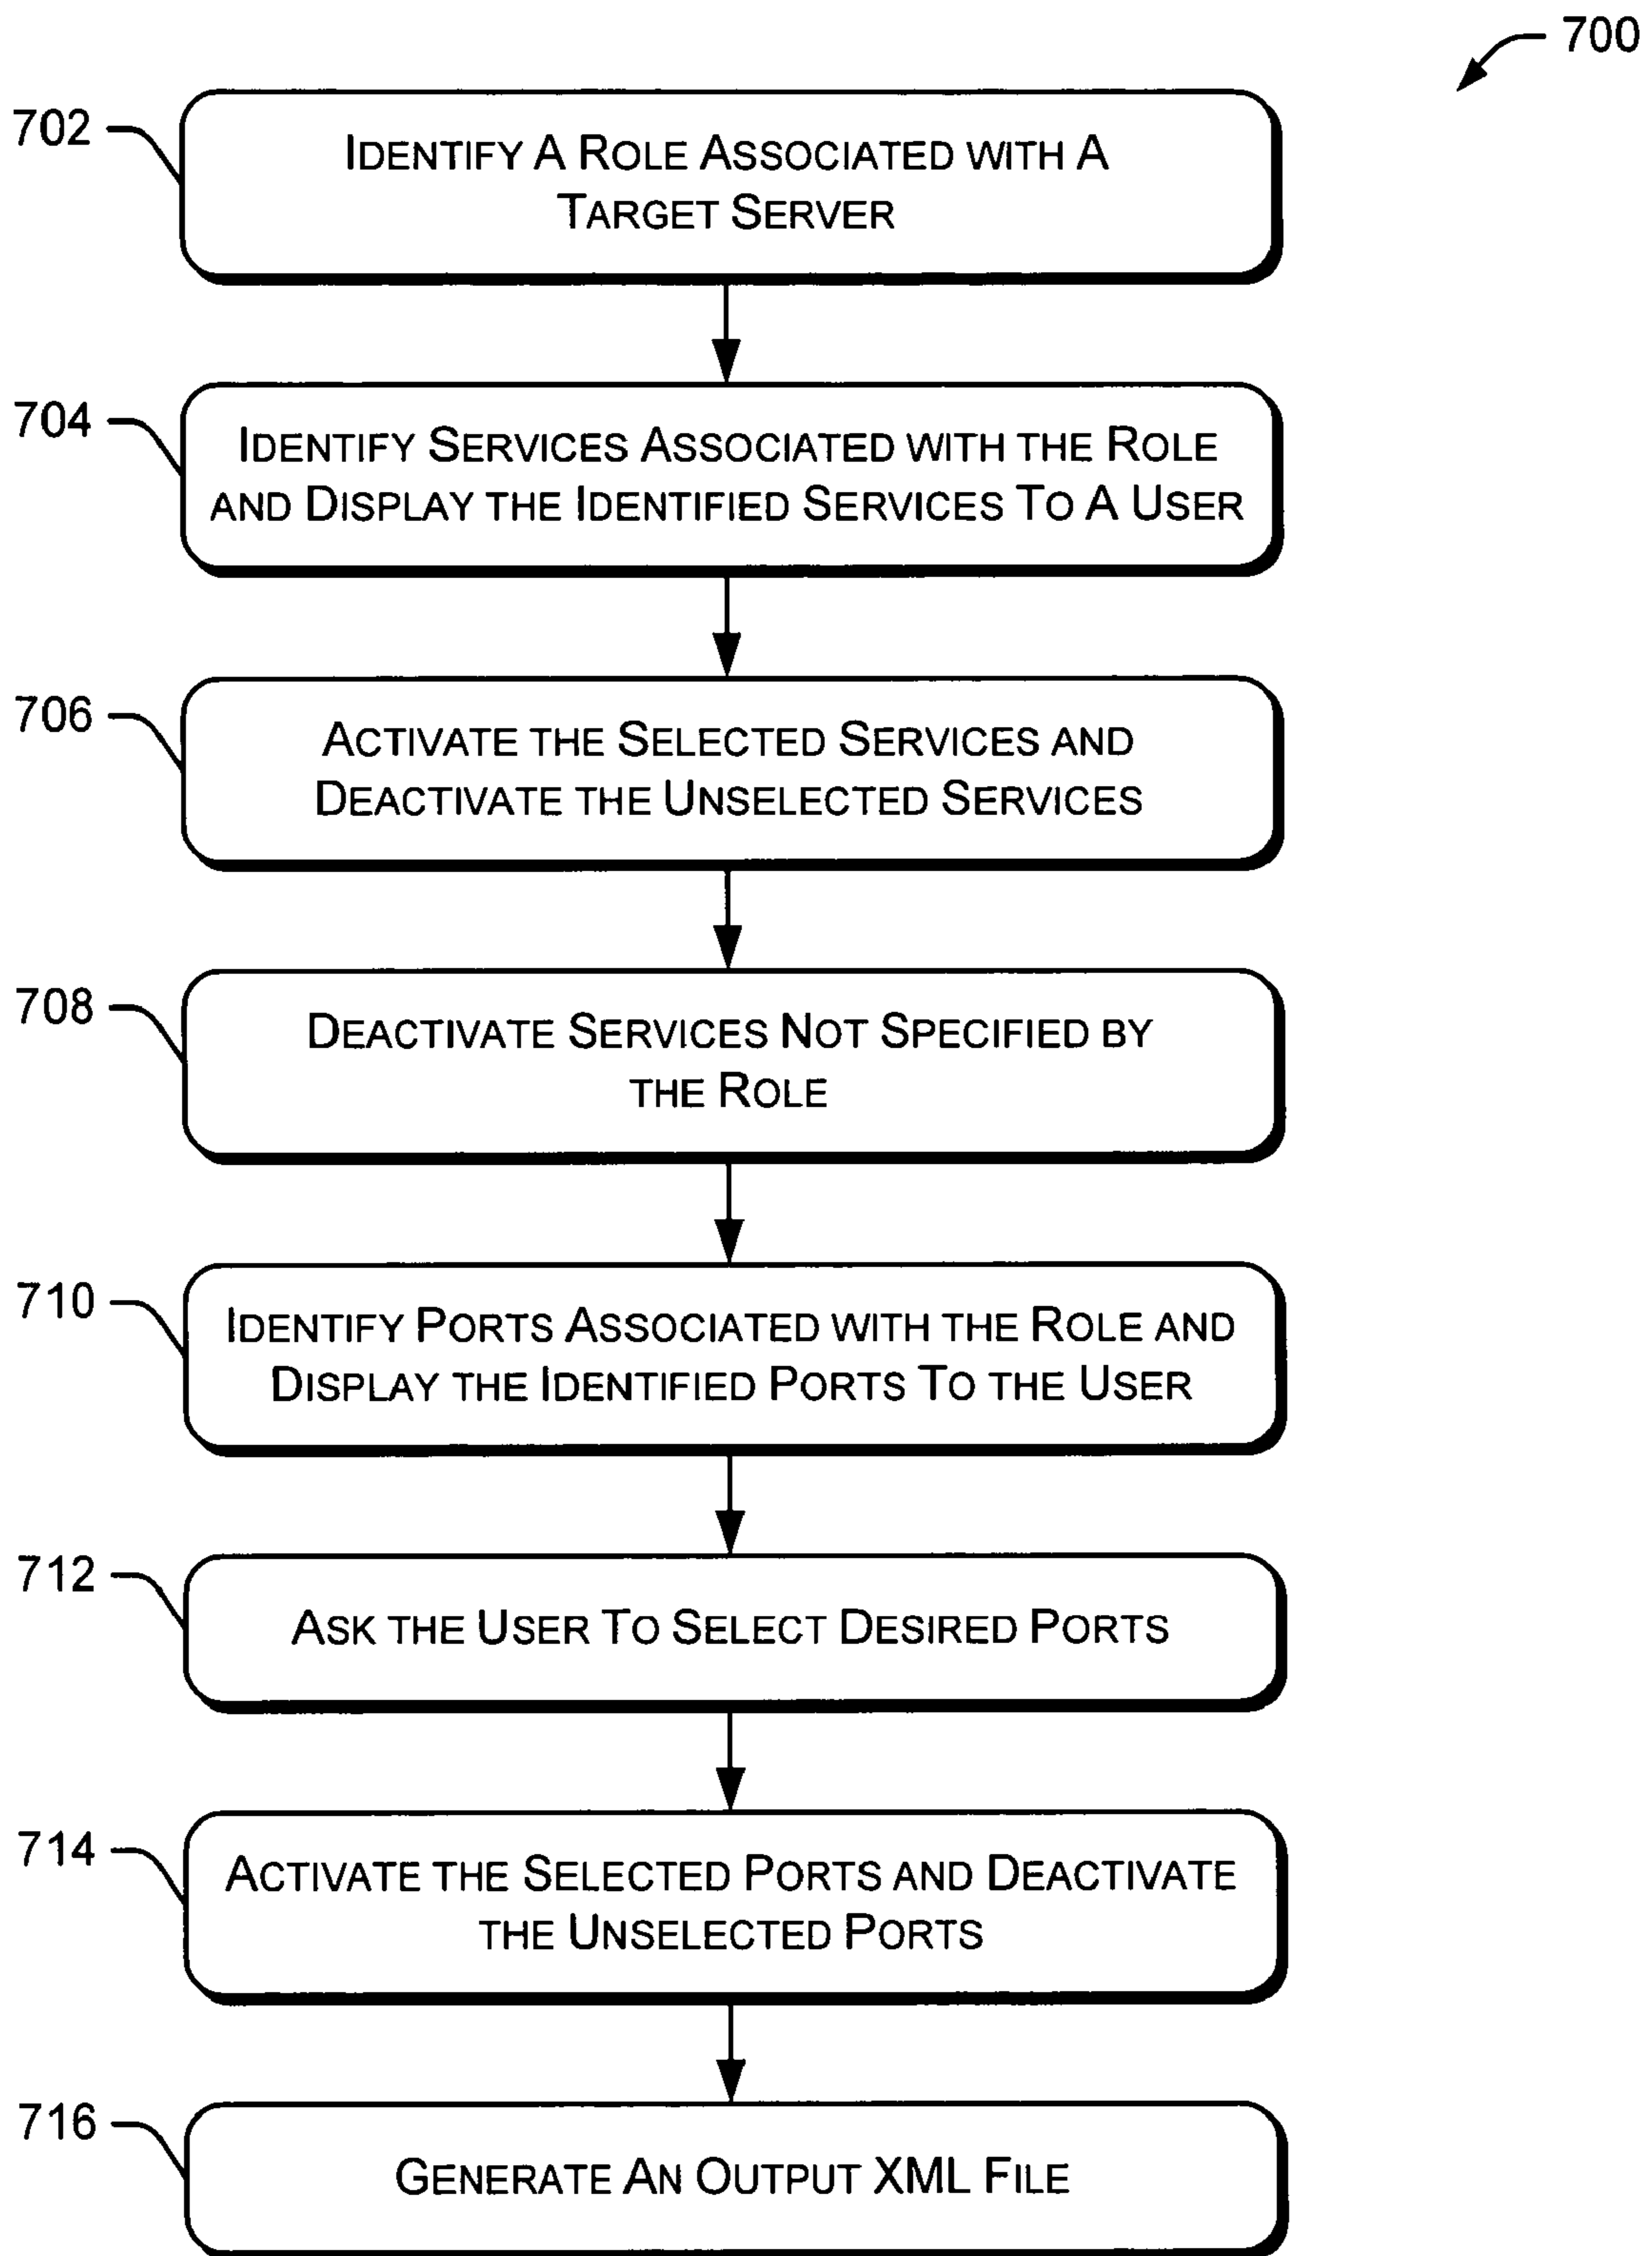 700
702
IDENTIFY A ROLE ASSOCIATED WITH A
TARGET SERVER
704
IDENTIFY SERVICES ASSOCIATED WITH THE ROLE
AND DISPLAY THE IDENTIFIED SERVICES TO A USER
706
ACTIVATE THE SELECTED SERVICES AND
DEACTIVATE THE UNSELECTED SERVICES
708
DEACTIVATE SERVICES NOT SPECIFIED BY
THE ROLE
710
IDENTIFY PORTS ASSOCIATED WITH THE ROLE AND
DISPLAY THE IDENTIFIED PORTS TO THE USER
712
ASK THE USER TO SELECT DESIRED PORTS
714
ACTIVATE THE SELECTED PORTS AND DEACTIVATE
THE UNSELECTED PORTS
716
GENERATE AN OUTPUT XML FILE